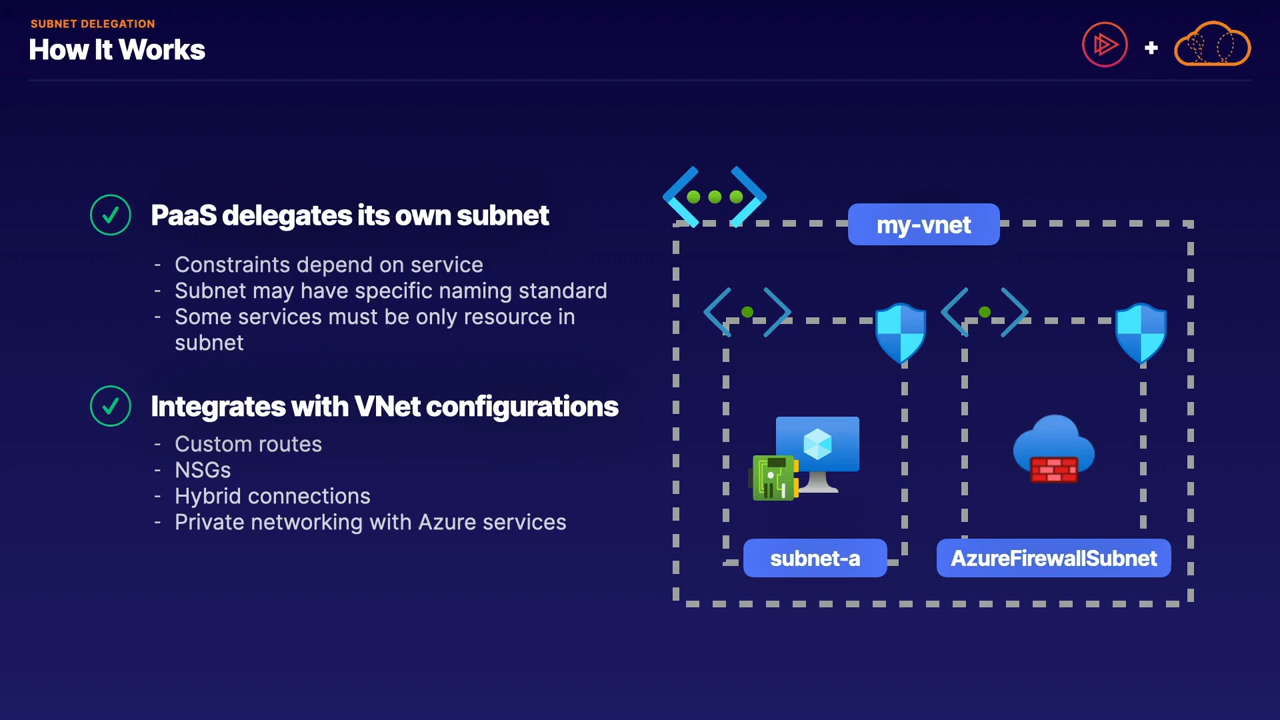 SUBNET DELEGATION
How It Works
+
PaaS delegates its own subnet
- Constraints depend on service
- Subnet may have specific naming standard
- Some services must be only resource in
subnet
Integrates with VNet configurations
- Custom routes
- NSGs
- Hybrid connections
- Private networking with Azure services
my-vnet
subnet-a
AzureFirewallSubnet